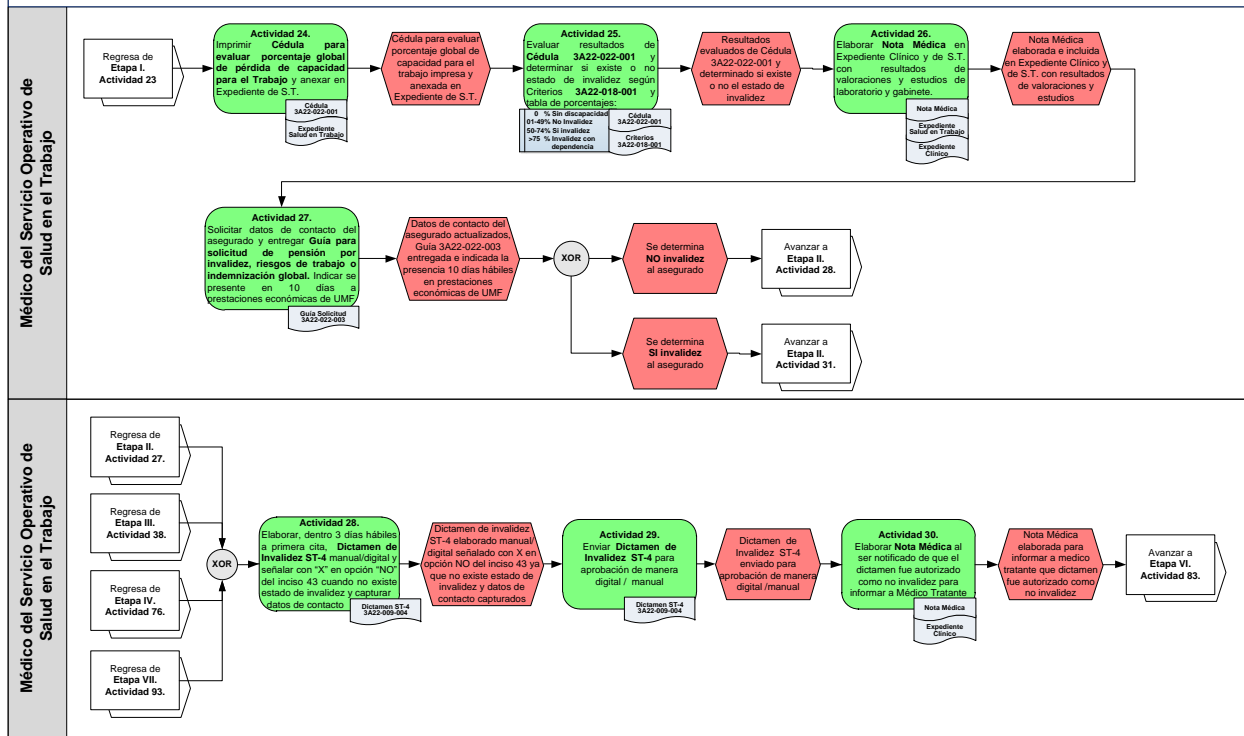 Médico del Servicio Operativo de
Salud en el Trabajo
Regresa de
Etapa I.
Actividad 23
Actividad 24.
Imprimir Cédula para
evaluar porcentaje global
de pérdida de capacidad
para el Trabajo y anexar en
Expediente de S.T.
Cédula
3A22-022-001
Expediente
Salud en Trabajo
Cédula para evaluar
porcentaje global de
capacidad para el
trabajo impresa y
anexada en
Expediente de S.T.
Actividad 25.
Evaluar resultados de
Cédula 3A22-022-001 y
determinar si existe o no
estado de invalidez según
Criterios 3A22-018-001 y
tabla de porcentajes:
0 % Sin discapacidad
01-49% No Invalidez
50-74% Si invalidez
>75 % Invalidez con
dependencia
Cédula
3A22-022-001
Criterios
3A22-018-001
Resultados
evaluados de Cédula
3A22-022-001 y
determinado si existe
o no el estado de
invalidez
Actividad 26.
Elaborar Nota Médica en
Expediente Clínico y de S.T.
con resultados de
valoraciones y estudios de
laboratorio y gabinete.
Nota Médica
Expediente
Salud en Trabajo
Expediente
Clínico
Nota Médica
elaborada e incluida
en Expediente Clínico
y de S.T. con resultados
de valoraciones y
estudios
Actividad 27.
Solicitar datos de contacto del
asegurado y entregar Guía para
solicitud de pensión por
invalidez, riesgos de trabajo o
indemnización global. Indicar se
presente en 10 días a
prestaciones económicas de UMF
Guía Solicitud
3A22-022-003
Datos de contacto del
asegurado actualizados,
Guía 3A22-022-003
entregada e indicada la
presencia 10 días hábiles
en prestaciones
económicas de UMF
XOR
Se determina
NO invalidez
al asegurado
Avanzar a
Etapa II.
Actividad 28.
Se determina
SI invalidez
al asegurado
Avanzar a
Etapa II.
Actividad 31.
Médico del Servicio Operativo de
Salud en el Trabajo
Regresa de
Etapa II.
Actividad 27.
Regresa de
Etapa III.
Actividad 38.
Regresa de
Etapa IV.
Actividad 76.
Regresa de
Etapa VII.
Actividad 93.
XOR
Actividad 28.
Elaborar, dentro 3 días hábiles
a primera cita, Dictamen de
Invalidez ST-4 manual/digital y
señalar con "X" en opción "NO"
del inciso 43 cuando no existe
estado de invalidez y capturar
datos de contacto
Dictamen ST-4
3A22-009-004
Dictamen de invalidez
ST-4 elaborado manual/
digital señalado con X en
opción NO del inciso 43 ya
que no existe estado de
invalidez y datos de
contacto capturados
Actividad 29.
Enviar Dictamen de
Invalidez ST-4 para
aprobación de manera
digital / manual
Dictamen ST-4
3A22-009-004
Dictamen de
Invalidez ST-4
enviado para
aprobación de manera
digital /manual
Actividad 30.
Elaborar Nota Médica al
ser notificado de que el
dictamen fue autorizado
como no invalidez para
informar a Médico Tratante
Nota Médica
Expediente
Clínico
Nota Médica
elaborada para
informar a medico
tratante que dictamen
fue autorizado como
no invalidez
Avanzar a
Etapa VI.
Actividad 83.